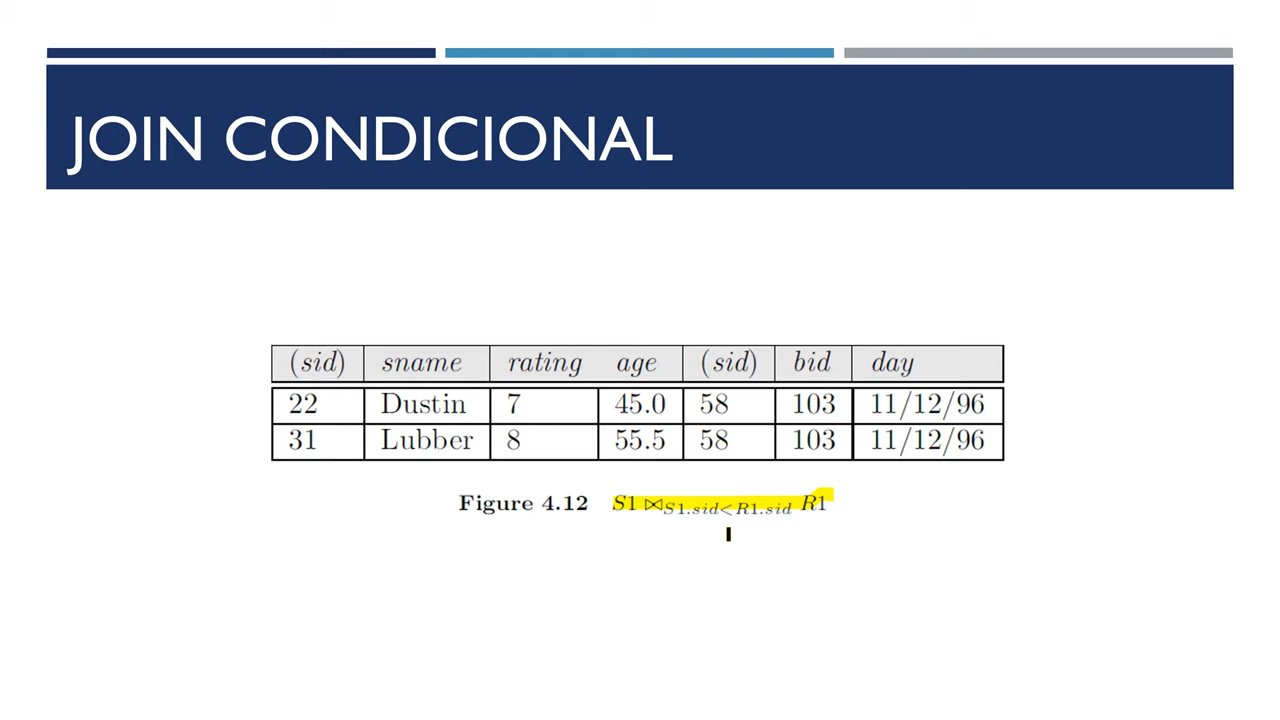 JOIN CONDICIONAL
(sid) sname rating age (sid) bid day
22 Dustin 7 45.0 58 103 11/12/96
31 Lubber 8 55.5 58 103 11/12/96
Figure 4.12 S1 ⋈S1.sid<R1.sid R1